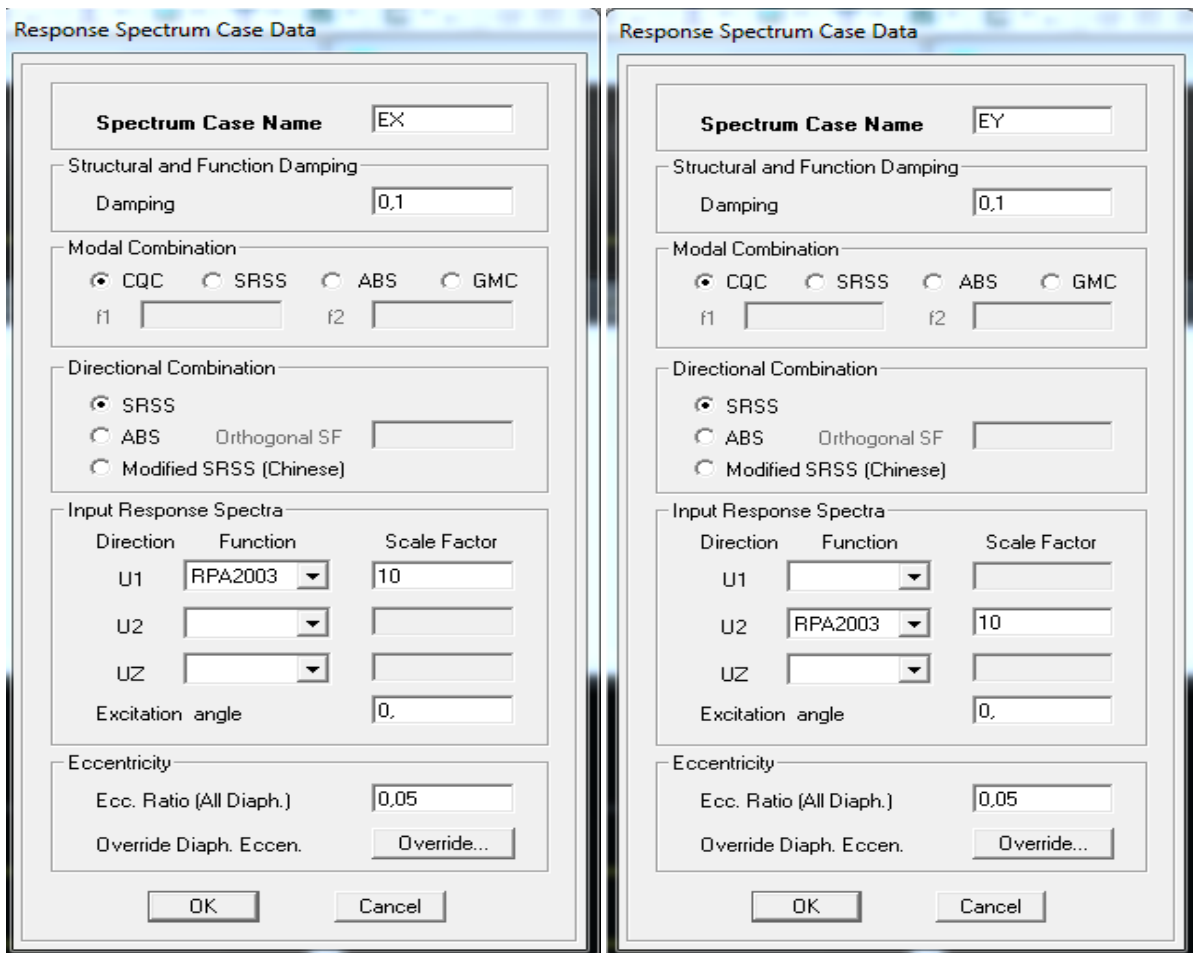 Response Spectrum Case Data
Spectrum Case Name EX
Structural and Function Damping
Damping 0,1
Modal Combination
CQC SRSS ABS GMC
f1 f2
Directional Combination
SRSS
ABS Orthogonal SF
Modified SRSS (Chinese)
Input Response Spectra
Direction Function Scale Factor
U1 RPA2003 10
U2
UZ
Excitation angle 0,
Eccentricity
Ecc. Ratio (All Diaph.) 0,05
Override Diaph. Eccen. Override...
OK Cancel
Response Spectrum Case Data
Spectrum Case Name EY
Structural and Function Damping
Damping 0,1
Modal Combination
CQC SRSS ABS GMC
f1 f2
Directional Combination
SRSS
ABS Orthogonal SF
Modified SRSS (Chinese)
Input Response Spectra
Direction Function Scale Factor
U1
U2 RPA2003 10
UZ
Excitation angle 0,
Eccentricity
Ecc. Ratio (All Diaph.) 0,05
Override Diaph. Eccen. Override...
OK Cancel